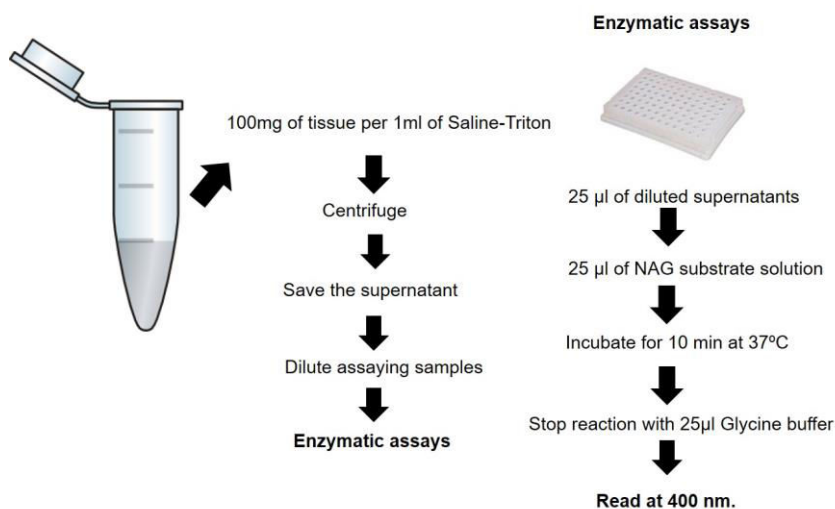 100mg of tissue per 1ml of Saline-Triton
Centrifuge
Save the supernatant
Dilute assaying samples
Enzymatic assays
Enzymatic assays
25 µl of diluted supernatants
25 µl of NAG substrate solution
Incubate for 10 min at 37ºC
Stop reaction with 25µl Glycine buffer
Read at 400 nm.